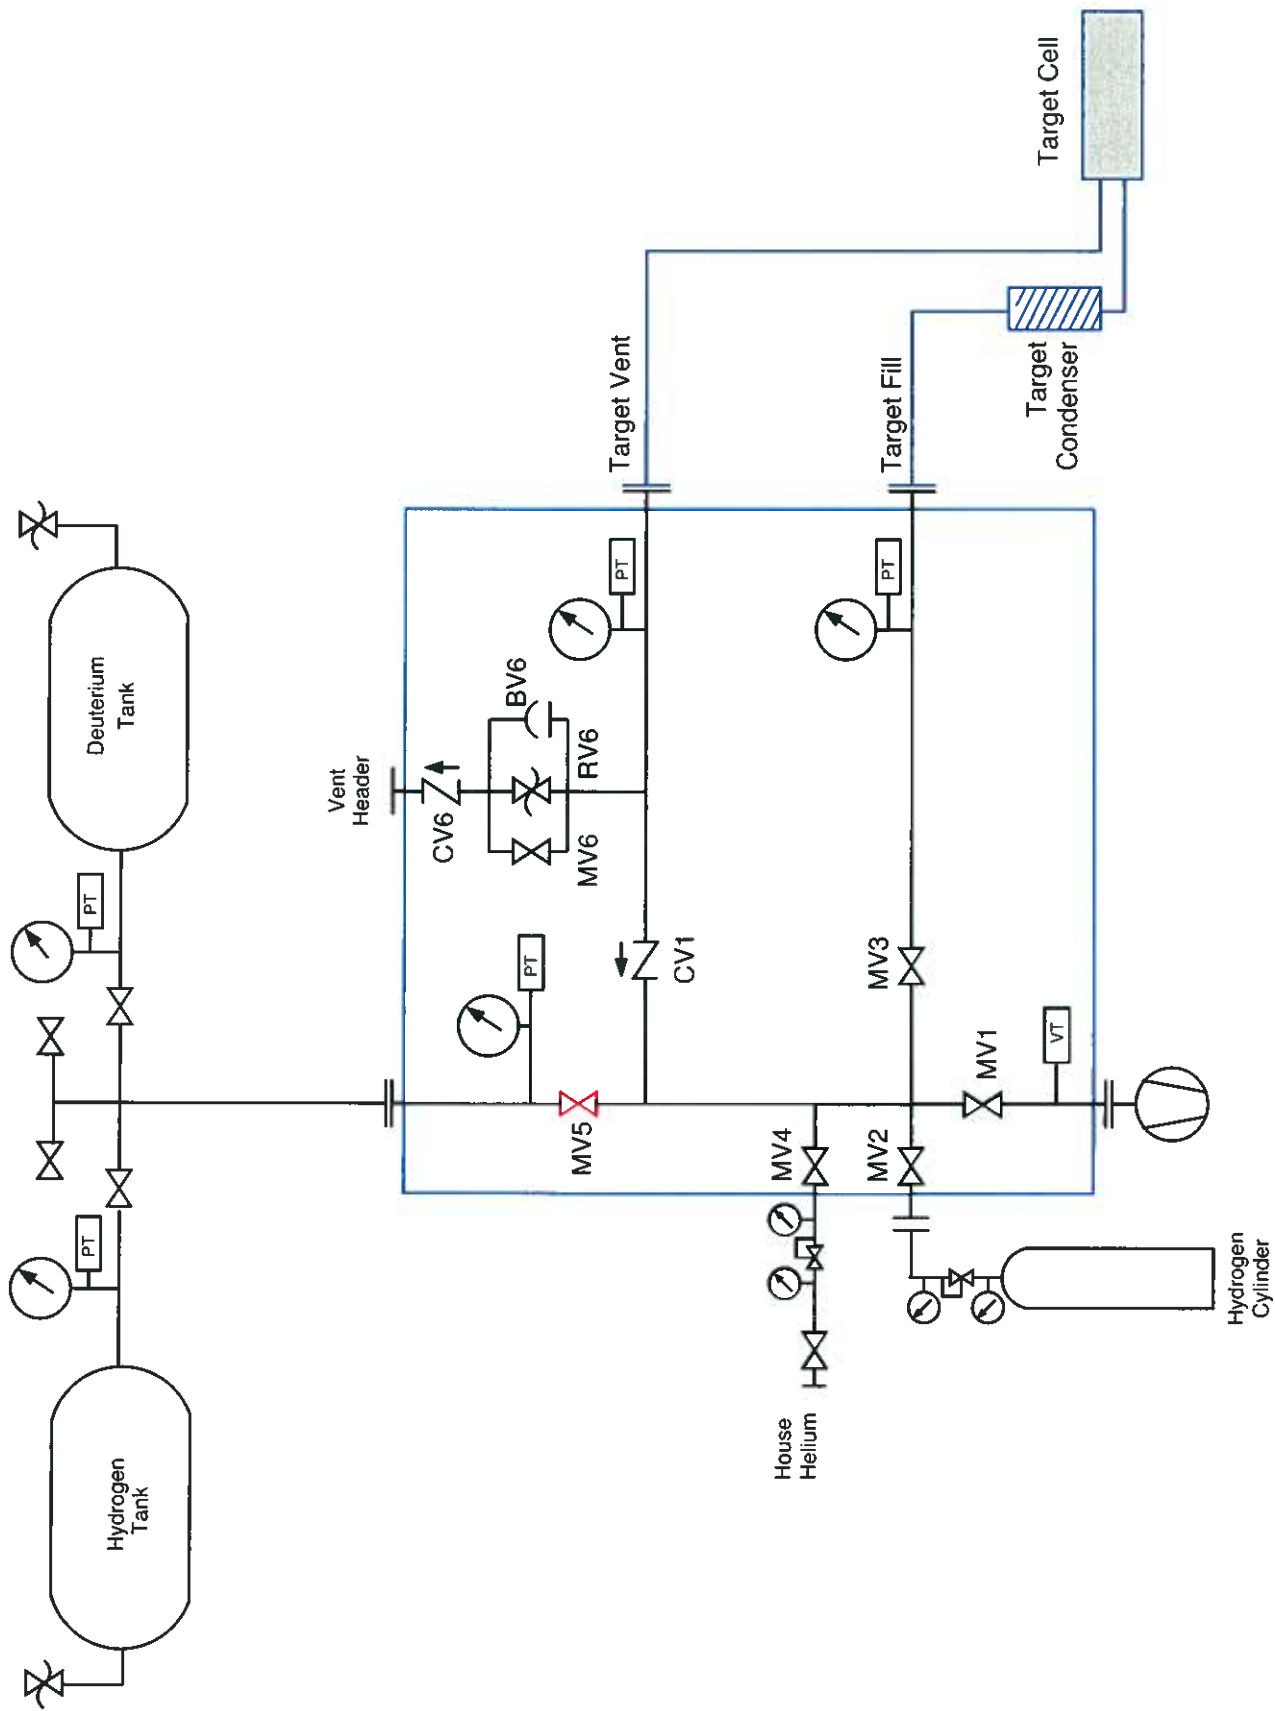 Hydrogen
Tank
PT
PT
Deuterium
Tank
Vent
Header
CV6
MV6
RV6
BV6
PT
PT
Target Vent
Target Cell
MV5
CV1
MV4
MV2
MV3
PT
Target Fill
Target
Condenser
MV1
VT
House
Helium
Hydrogen
Cylinder